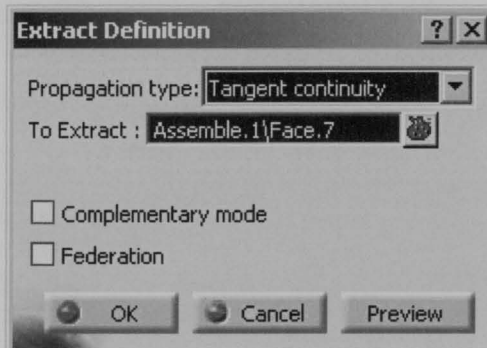 Extract Definition ? X
Propagation type: Tangent continuity
To Extract : Assemble.1\Face.7
Complementary mode
Federation
OK Cancel Preview